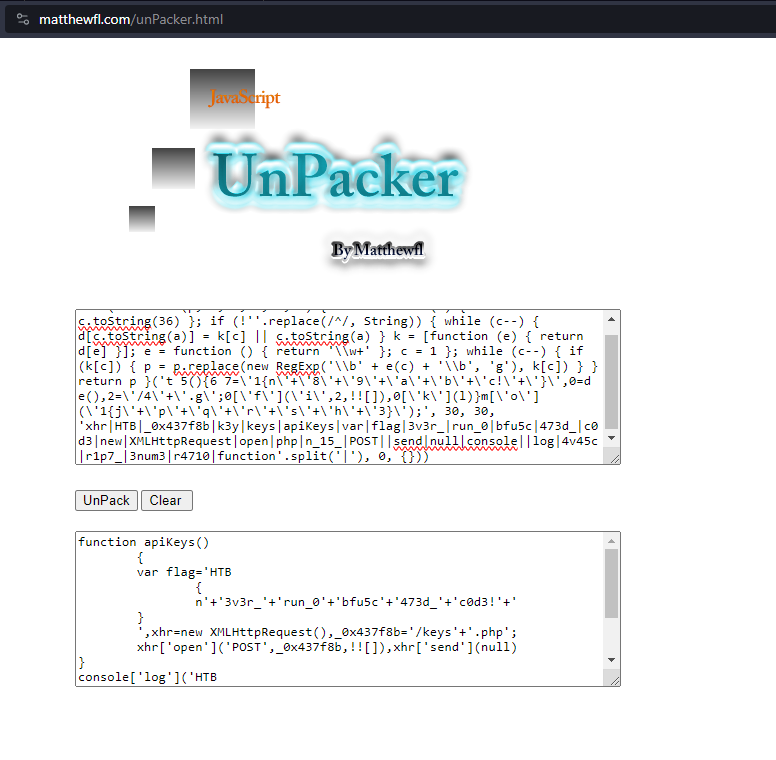 matthewfl.com/unPacker.html
JavaScript
UnPacker
By Matthewfl
c.toString(36) }; if (!''.replace(/^/, String)) { while (c--) {
d[c.toString(a)] = k[c] || c.toString(a) } k = [function (e) { return
d[e] }]; e = function () { return '\\w+' }; c = 1 }; while (c--) { if
(k[c]) { p = p.replace(new RegExp('\\b' + e(c) + '\\b', 'g'), k[c]) } }
return p }('t 5(){6 7=\'1{n\'+\'8\'+\'9\'+\'a\'+\'b\'+\'c!\'+\'}\',0=d
e(),2=\'/4\'+\'.g\';0[\'f\'](\'i\',2,!![]),0[\'k\'](l)}m[\'o\']
(\'1{j\'+\'p\'+\'q\'+\'r\'+\'s\'+\'h\'+\'3}\');', 30, 30,
'xhr|HTB|_0x437f8b|k3y|keys|apiKeys|var|flag|3v3r_|run_0|bfu5c|473d_|c0
d3|new|XMLHttpRequest|open|php|n_15_|POST||send|null|console||log|4v45c
|r1p7_|3num3|r4710|function'.split('|'), 0, {}))
UnPack
Clear
function apiKeys()
{
var flag='HTB
{
n'+'3v3r_'+'run_0'+'bfu5c'+'473d_'+'c0d3!'+'
}
',xhr=new XMLHttpRequest(),_0x437f8b='/keys'+'.php';
xhr['open']('POST',_0x437f8b,!![]),xhr['send'](null)
}
console['log']('HTB